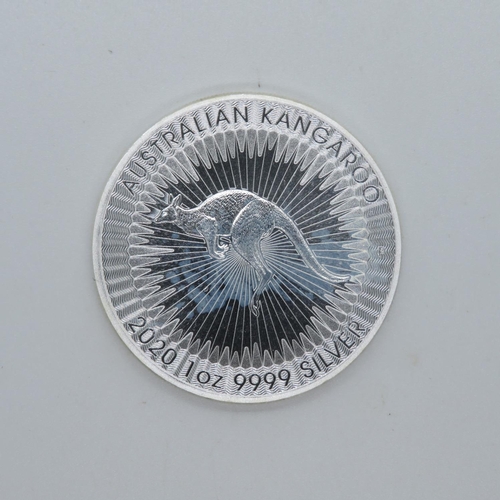 AUSTRALIAN KANGAROO
2020 1oz 9999 SILVER